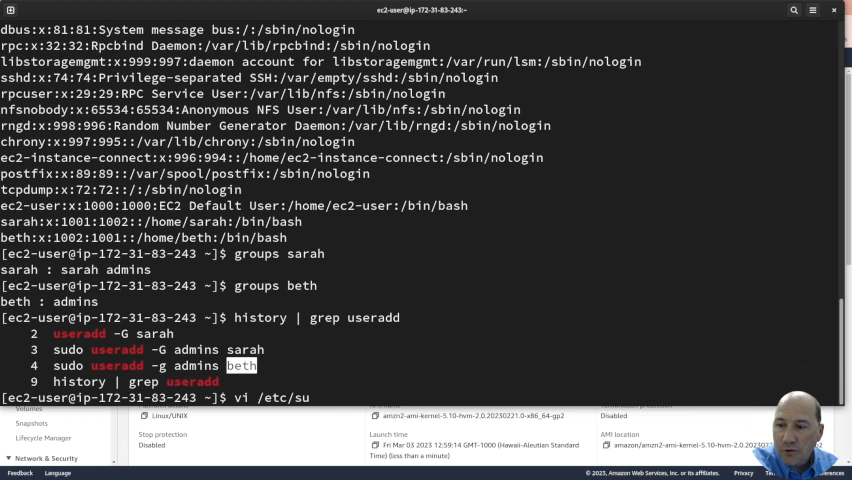 ec2-user@ip-172-31-83-243:~
dbus:x:81:81:System message bus:/:/sbin/nologin
rpc:x:32:32:Rpcbind Daemon:/var/lib/rpcbind:/sbin/nologin
libstoragemgmt:x:999:997:daemon account for libstoragemgmt:/var/run/lsm:/sbin/nologin
sshd:x:74:74:Privilege-separated SSH:/var/empty/sshd:/sbin/nologin
rpcuser:x:29:29:RPC Service User:/var/lib/nfs:/sbin/nologin
nfsnobody:x:65534:65534:Anonymous NFS User:/var/lib/nfs:/sbin/nologin
rngd:x:998:996:Random Number Generator Daemon:/var/lib/rngd:/sbin/nologin
chrony:x:997:995::/var/lib/chrony:/sbin/nologin
ec2-instance-connect:x:996:994::/home/ec2-instance-connect:/sbin/nologin
postfix:x:89:89::/var/spool/postfix:/sbin/nologin
tcpdump:x:72:72::/:/sbin/nologin
ec2-user:x:1000:1000:EC2 Default User:/home/ec2-user:/bin/bash
sarah:x:1001:1002::/home/sarah:/bin/bash
beth:x:1002:1001::/home/beth:/bin/bash
[ec2-user@ip-172-31-83-243 ~]$ groups sarah
sarah : sarah admins
[ec2-user@ip-172-31-83-243 ~]$ groups beth
beth : admins
[ec2-user@ip-172-31-83-243 ~]$ history | grep useradd
2 useradd -G sarah
3 sudo useradd -G admins sarah
4 sudo useradd -g admins beth
9 history | grep useradd
[ec2-user@ip-172-31-83-243 ~]$ vi /etc/su
Volumes
Snapshots
Lifecycle Manager
Network & Security
Linux/UNIX
Stop protection
Disabled
amzn2-ami-kernel-5.10-hvm-2.0.20230221.0-x86_64-gp2
Launch time
Fri Mar 03 2023 12:59:14 GMT-1000 (Hawaii-Aleutian Standard
Time) (less than a minute)
Disabled
AMI location
amazon/amzn2-ami-kernel-5.10-hvm-2.0.20230221.0-
Feedback Language
© 2023, Amazon Web Services, Inc. or its affiliates. Privacy